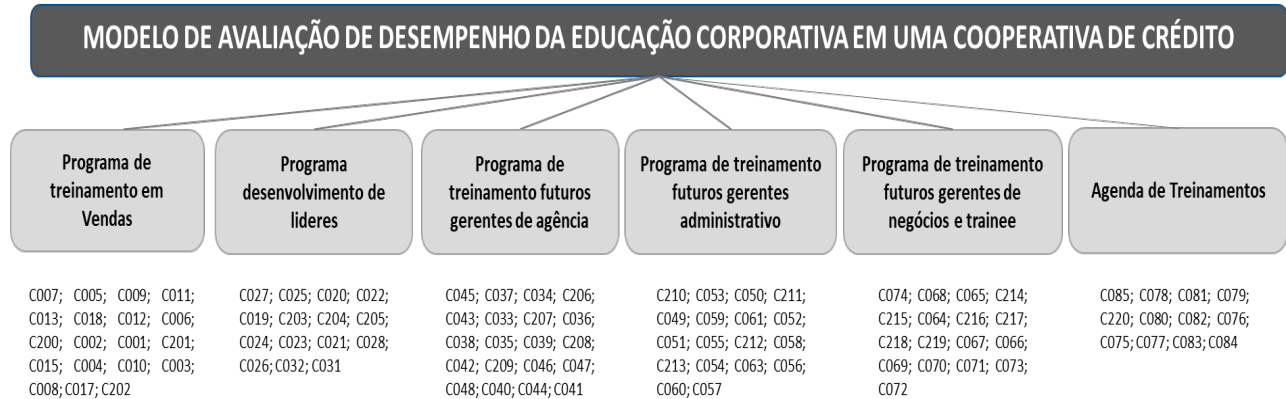 MODELO DE AVALIAÇÃO DE DESEMPENHO DA EDUCAÇÃO CORPORATIVA EM UMA COOPERATIVA DE CRÉDITO
Programa de
treinamento em
Vendas
Programa
desenvolvimento de
lideres
Programa de
treinamento futuros
gerentes de agência
Programa de treinamento
futuros gerentes
administrativo
Programa de treinamento
futuros gerentes de
negócios e trainee
Agenda de Treinamentos
C007; C005; C009; C011;
C013; C018; C012; C006;
C200; C002; C001; C201;
C015; C004; C010; C003;
C008; C017; C202
C027; C025; C020; C022;
C019; C203; C204; C205;
C024; C023; C021; C028;
C026; C032; C031
C045; C037; C034; C206;
C043; C033; C207; C036;
C038; C035; C039; C208;
C042; C209; C046; C047;
C048; C040; C044; C041
C210; C053; C050; C211;
C049; C059; C061; C052;
C051; C055; C212; C058;
C213; C054; C063; C056;
C060; C057
C074; C068; C065; C214;
C215; C064; C216; C217;
C218; C219; C067; C066;
C069; C070; C071; C073;
C072
C085; C078; C081; C079;
C220; C080; C082; C076;
C075; C077; C083; C084